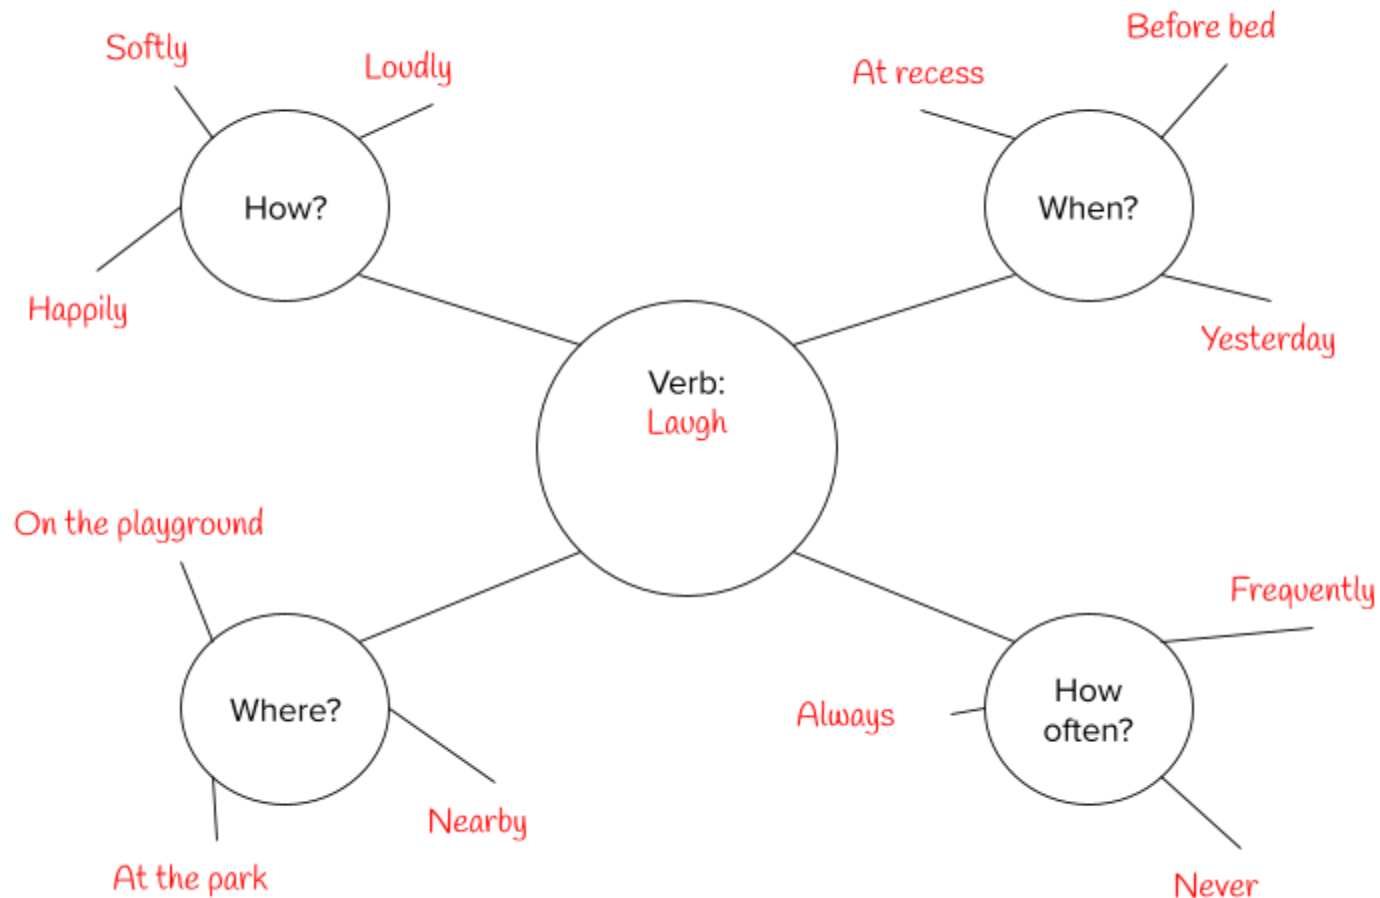 Softly
Loudly
How?
Happily
Before bed
At recess
When?
Yesterday
Verb:
Laugh
On the playground
Where?
Nearby
At the park
Frequently
How
often?
Always
Never